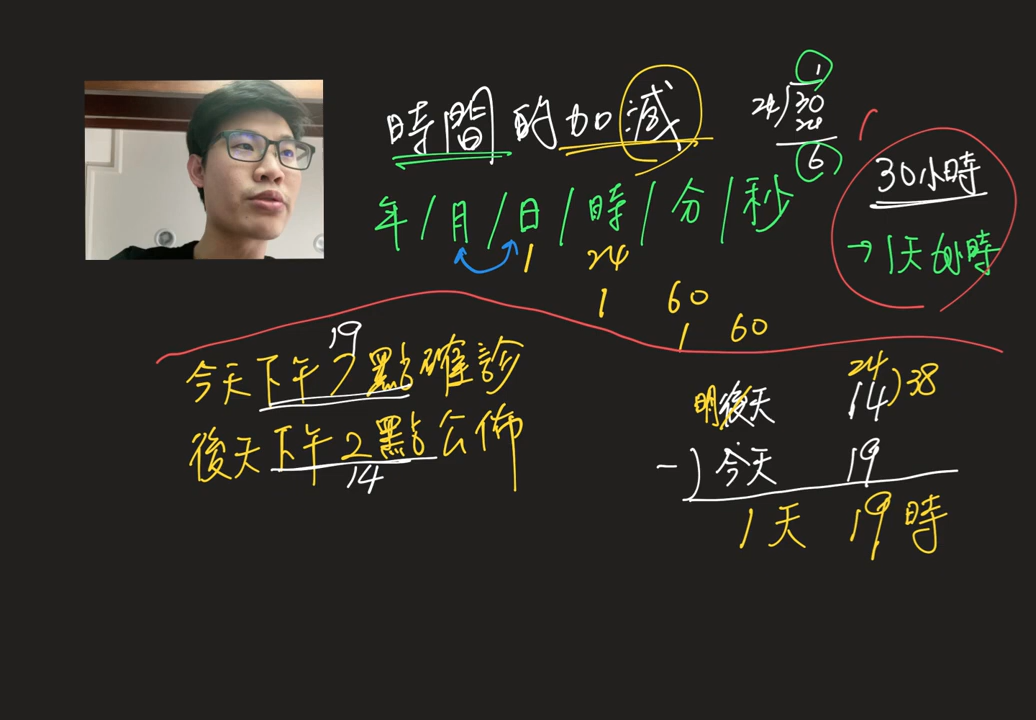 時間的加減
1
24)30
24
6
年/月/日/時/分/秒
1 24
1 60
1 60
30小時
→1天6小時
19
今天下午7點確診
後天下午2點公佈
14
24
明後天 14)38
-)今天 19
1天 19時